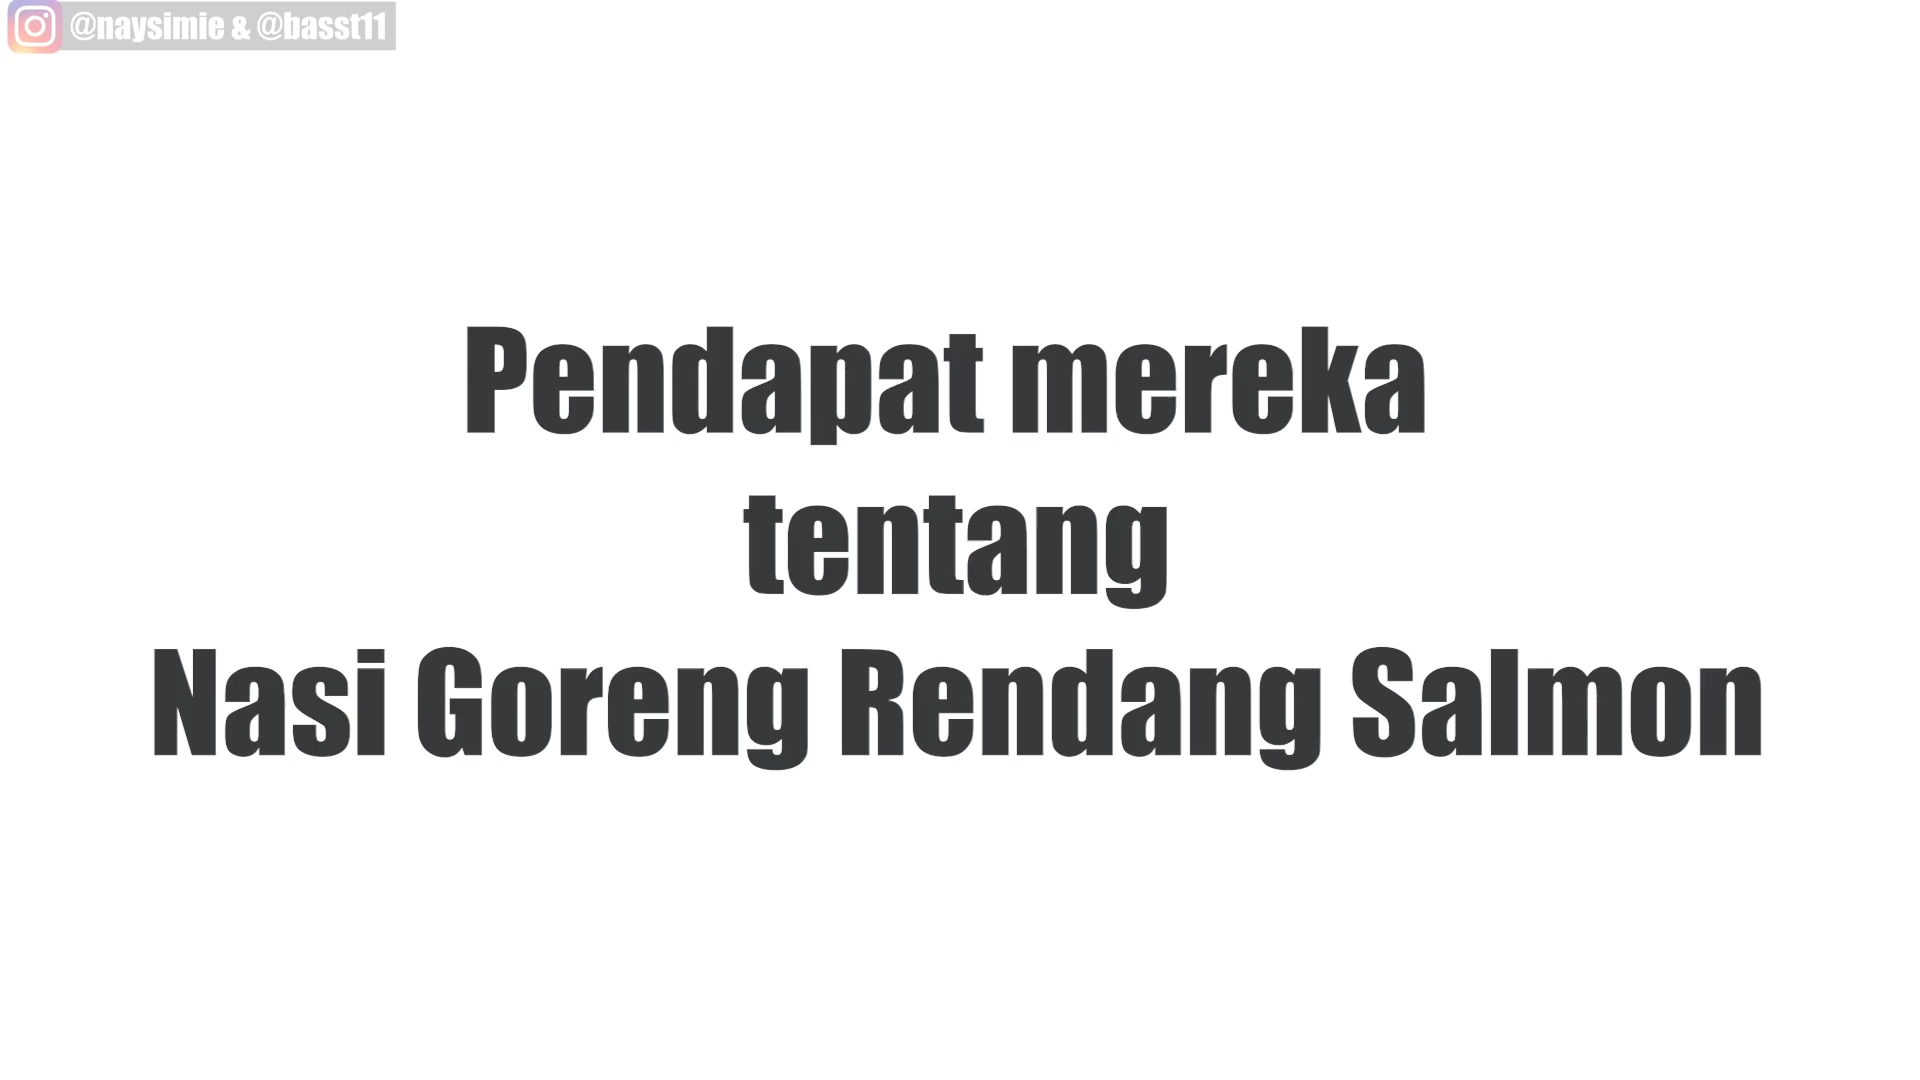 @naysimie & @basst11
Pendapat mereka
tentang
Nasi Goreng Rendang Salmon